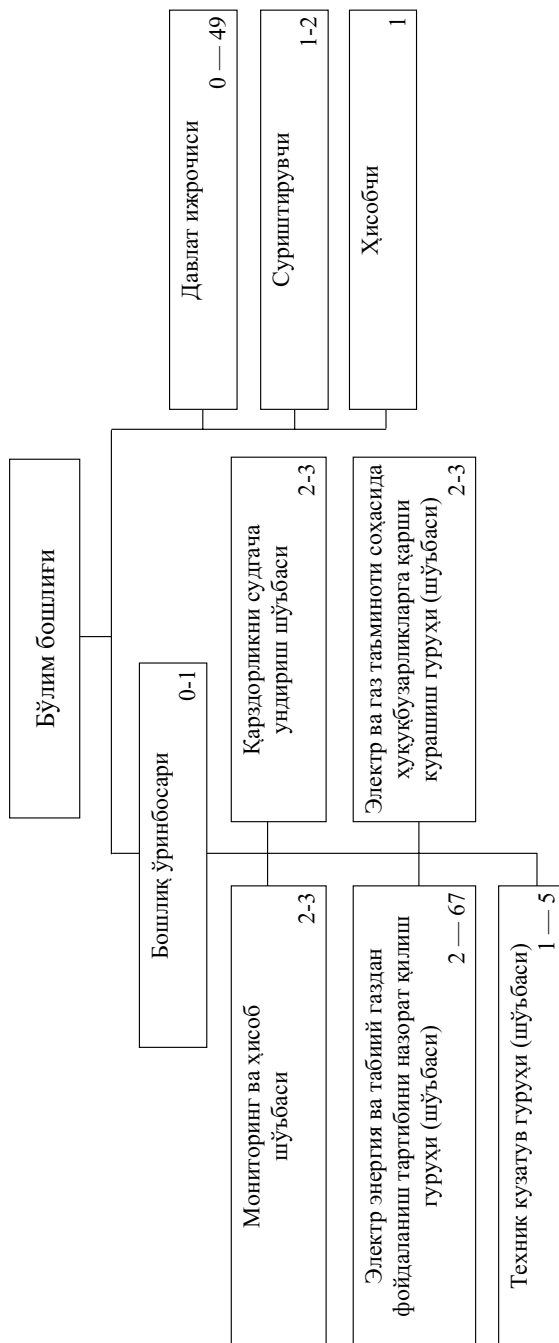 Бўлим бошлиғи
Бошлиқ ўринбосари
0-1
Мониторинг ва ҳисоб
шўъбаси
2-3
Қарздорликни судгача
ундириш шўъбаси
2-3
Электр энергия ва табиий газдан
фойдаланиш тартибини назорат қилиш
гуруҳи (шўъбаси)
2 — 67
Электр ва газ таъминоти соҳасида
ҳуқуқбузарликларга қарши
курашиш гуруҳи (шўъбаси)
2-3
Техник кузатув гуруҳи (шўъбаси)
1 — 5
Давлат ижрочиси
0 — 49
Суриштирувчи
1-2
Ҳисобчи
1